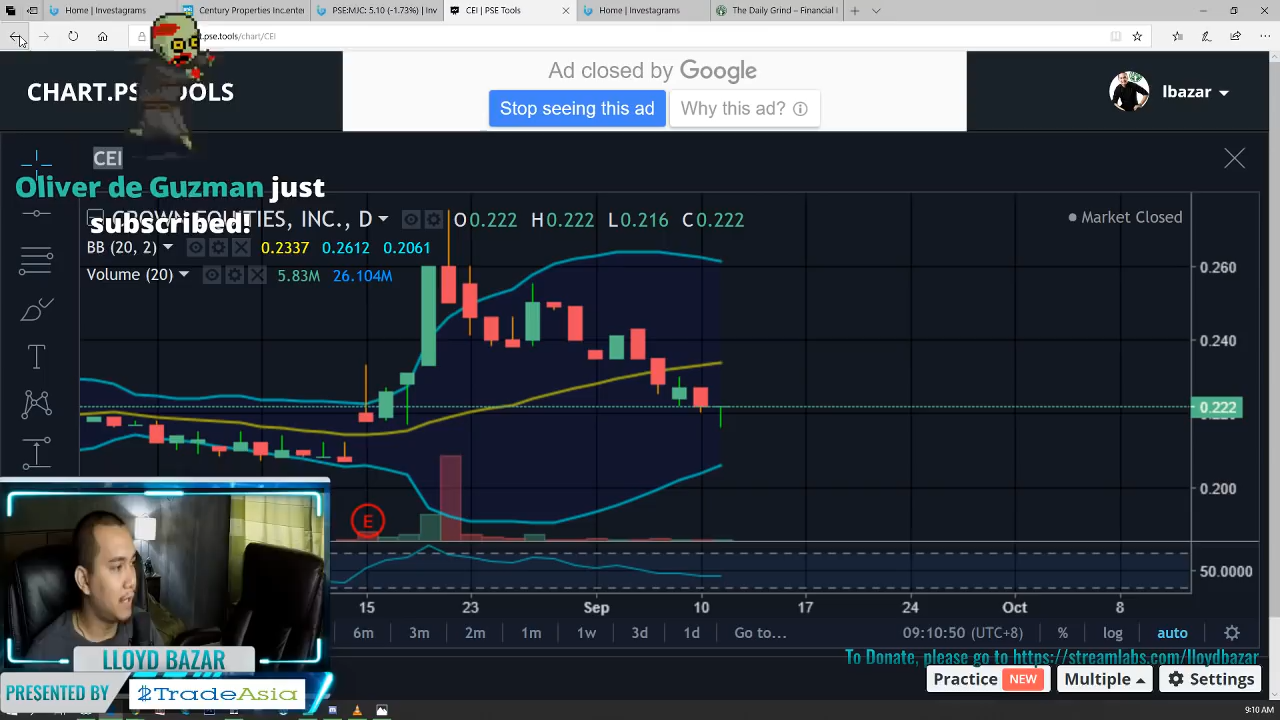 Home | Investagrams
Century Properties Inc.
PSE:MCC 5.10 (-1.73%) | Inv
CEI | PSE Tools
Home | Investagrams
The Daily Grind – Financial I
.pse.tools/chart/CEI
CHART.PS OOLS
Ad closed by Google
Stop seeing this ad
Why this ad?
lbazar
CEI
Oliver de Guzman just
subscribed!
CROWN EQUITIES, INC., D
O0.222 H0.222 L0.216 C0.222
Market Closed
BB (20, 2) 0.2337 0.2612 0.2061
Volume (20) 5.83M 26.104M
0.260
0.240
0.222
0.200
E
50.0000
15 23 Sep 10 17 24 Oct 8
6m 3m 2m 1m 1w 3d 1d Go to...
09:10:50 (UTC+8) % log auto
LLOYD BAZAR
To Donate, please go to https://streamlabs.com/lloydbazar
PRESENTED BY TradeAsia
Practice NEW Multiple Settings
9:10 AM